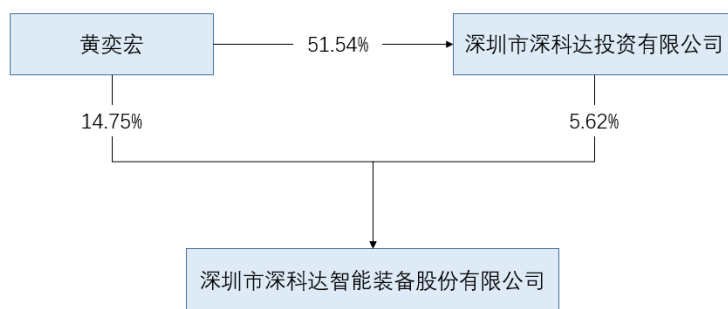 黄奕宏
51.54%
深圳市深科达投资有限公司
14.75%
5.62%
深圳市深科达智能装备股份有限公司